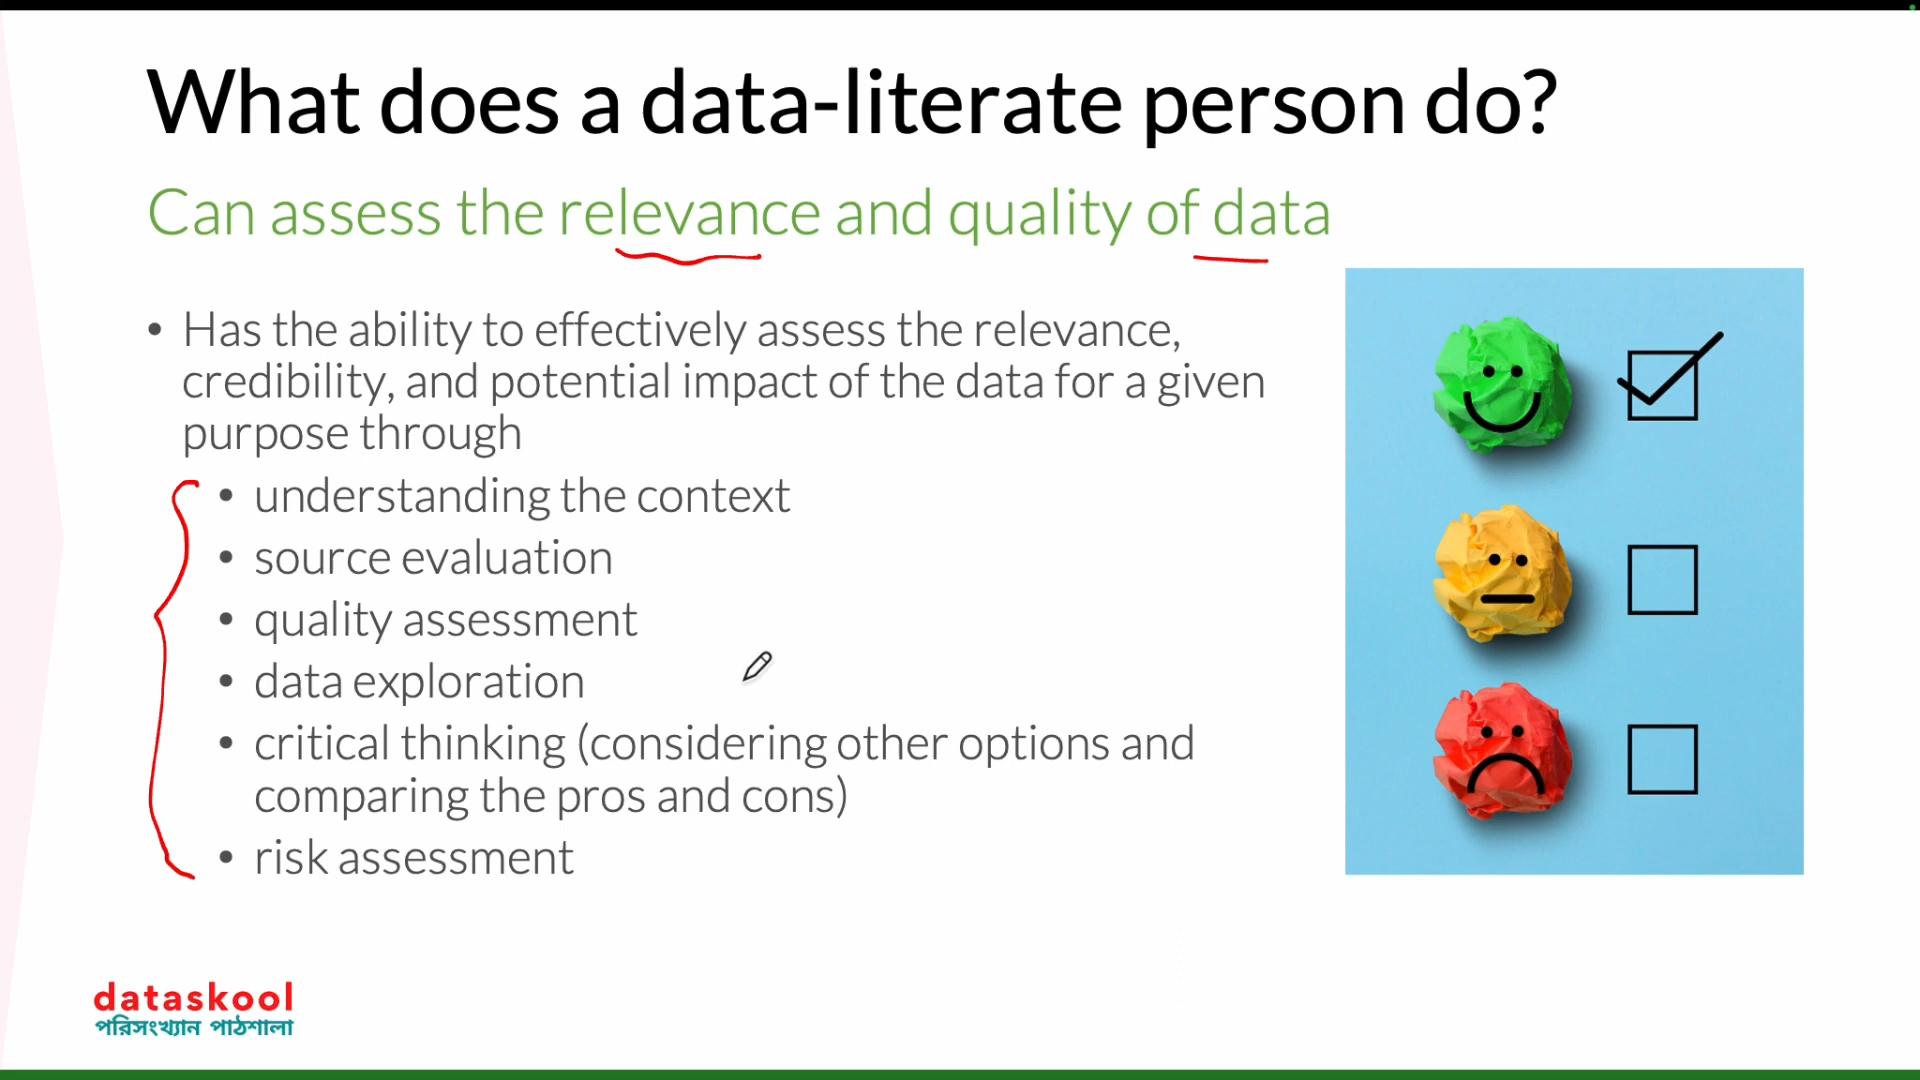 What does a data-literate person do?
Can assess the relevance and quality of data
• Has the ability to effectively assess the relevance,
credibility, and potential impact of the data for a given
purpose through
• understanding the context
• source evaluation
• quality assessment
• data exploration
• critical thinking (considering other options and
comparing the pros and cons)
• risk assessment
dataskool
পরিসংখ্যান পাঠশালা